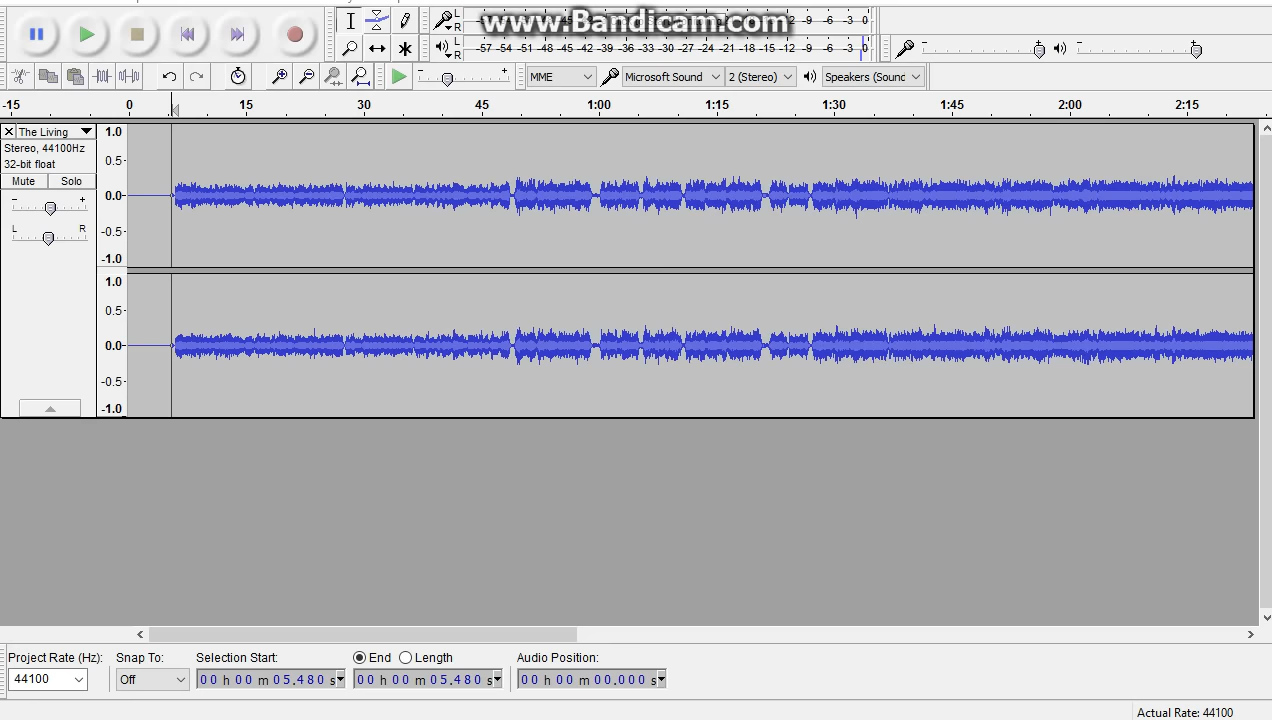 www.Bandicam.com
L
R
-9 -6 -3 0
L
R
-57 -54 -51 -48 -45 -42 -39 -36 -33 -30 -27 -24 -21 -18 -15 -12 -9 -6 -3 0
- +
- +
- +
MME
Microsoft Sound
2 (Stereo)
Speakers (Sound
-15 0 15 30 45 1:00 1:15 1:30 1:45 2:00 2:15
The Living
Stereo, 44100Hz
32-bit float
Mute Solo
- +
L R
1.0
0.5-
0.0-
-0.5-
-1.0
1.0
0.5-
0.0-
-0.5-
-1.0
Project Rate (Hz): Snap To: Selection Start: End Length Audio Position:
44100 Off 00 h 00 m 05.480 s 00 h 00 m 05.480 s 00 h 00 m 00.000 s
Actual Rate: 44100